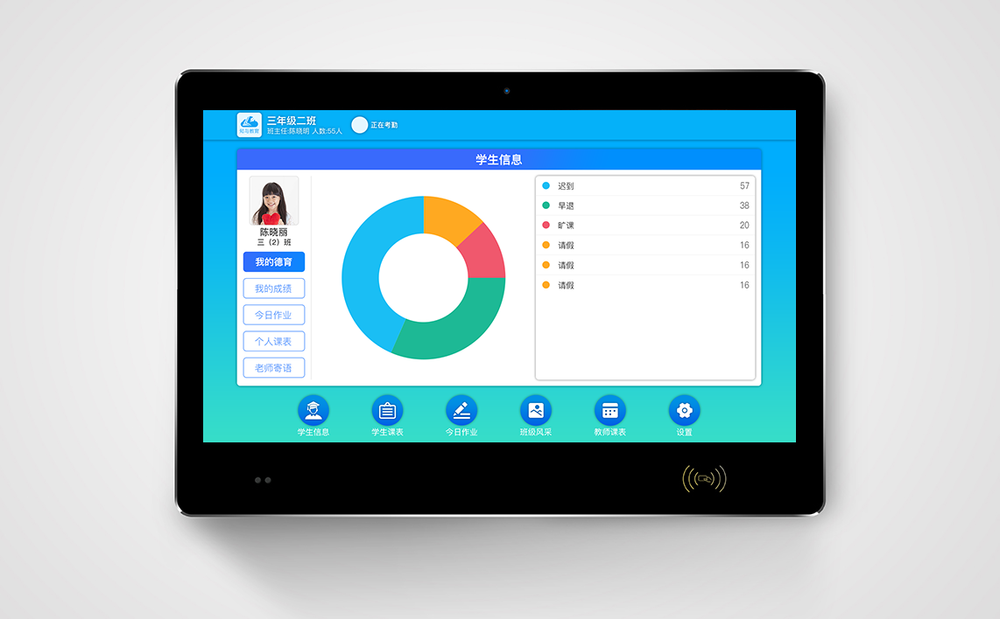 知与教育
三年级二班
班主任:陈晓明 人数:55人
正在考勤
学生信息
陈晓丽
三（2）班
我的德育
我的成绩
今日作业
个人课表
老师寄语
迟到 57
早退 38
旷课 20
请假 16
请假 16
请假 16
学生信息 学生课表 今日作业 班级风采 教师课表 设置